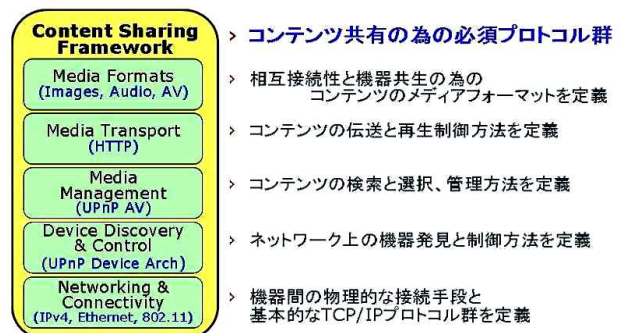 Content Sharing
Framework
Media Formats
(Images, Audio, AV)
Media Transport
(HTTP)
Media
Management
(UPnP AV)
Device Discovery
& Control
(UPnP Device Arch)
Networking &
Connectivity
(IPv4, Ethernet, 802.11)
› コンテンツ共有の為の必須プロトコル群
› 相互接続性と機器共生の為の
コンテンツのメディアフォーマットを定義
› コンテンツの伝送と再生制御方法を定義
› コンテンツの検索と選択、管理方法を定義
› ネットワーク上の機器発見と制御方法を定義
› 機器間の物理的な接続手段と
基本的なTCP/IPプロトコル群を定義